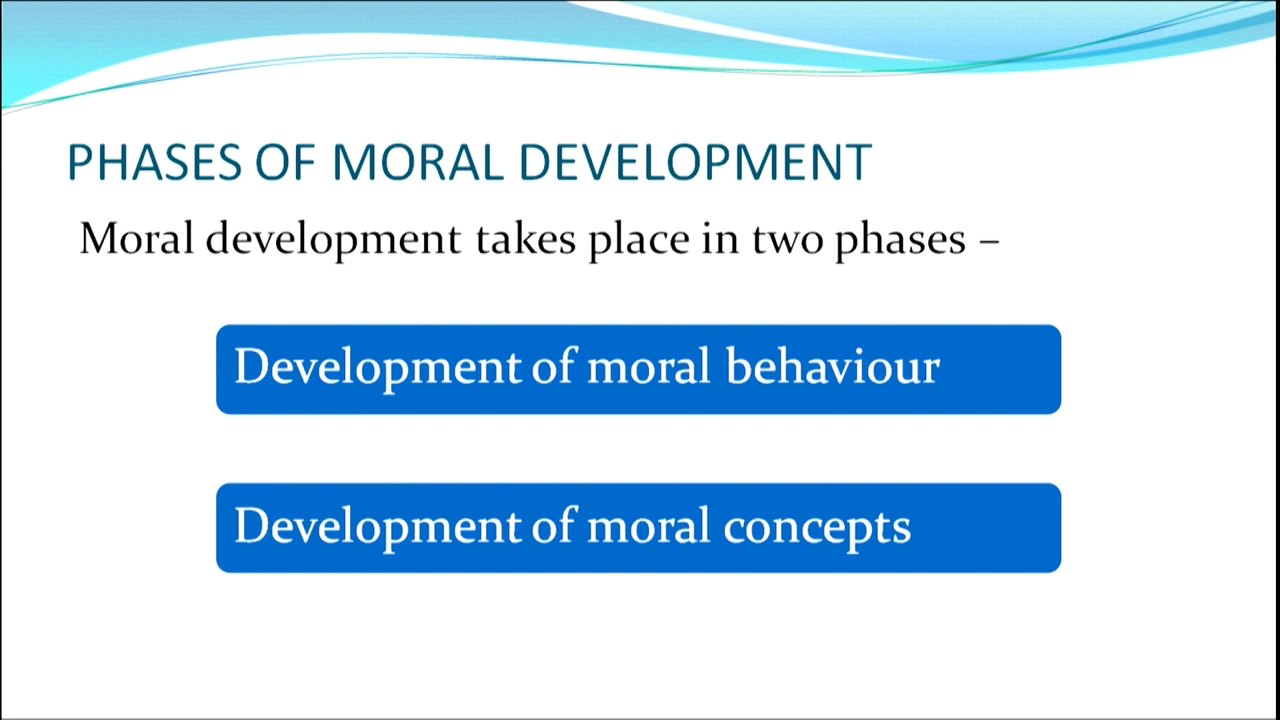 PHASES OF MORAL DEVELOPMENT
Moral development takes place in two phases –
Development of moral behaviour
Development of moral concepts